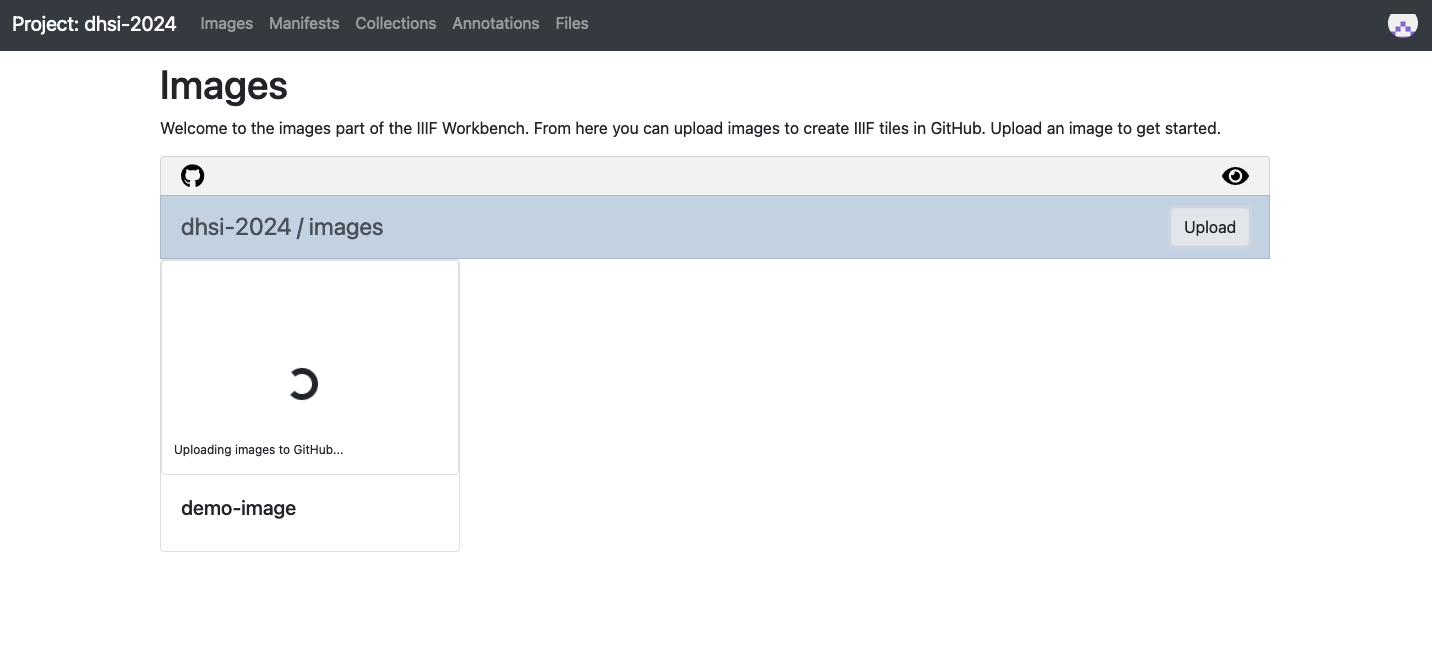 Project: dhsi-2024 Images Manifests Collections Annotations Files
Images
Welcome to the images part of the IIIF Workbench. From here you can upload images to create IIIF tiles in GitHub. Upload an image to get started.
dhsi-2024 / images Upload
Uploading images to GitHub...
demo-image